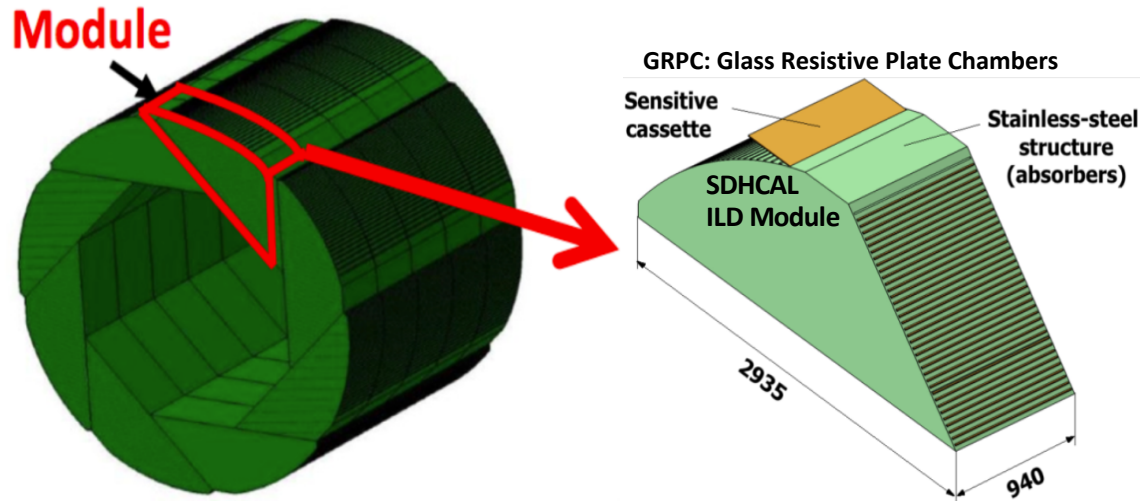 Module
GRPC: Glass Resistive Plate Chambers
Sensitive
cassette
Stainless-steel
structure
(absorbers)
SDHCAL
ILD Module
2935
940